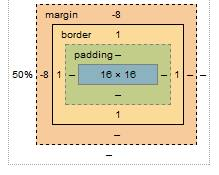 margin -8
border 1
padding –
50% -8 1 – 16 × 16 – 1 – –
–
1
–
–